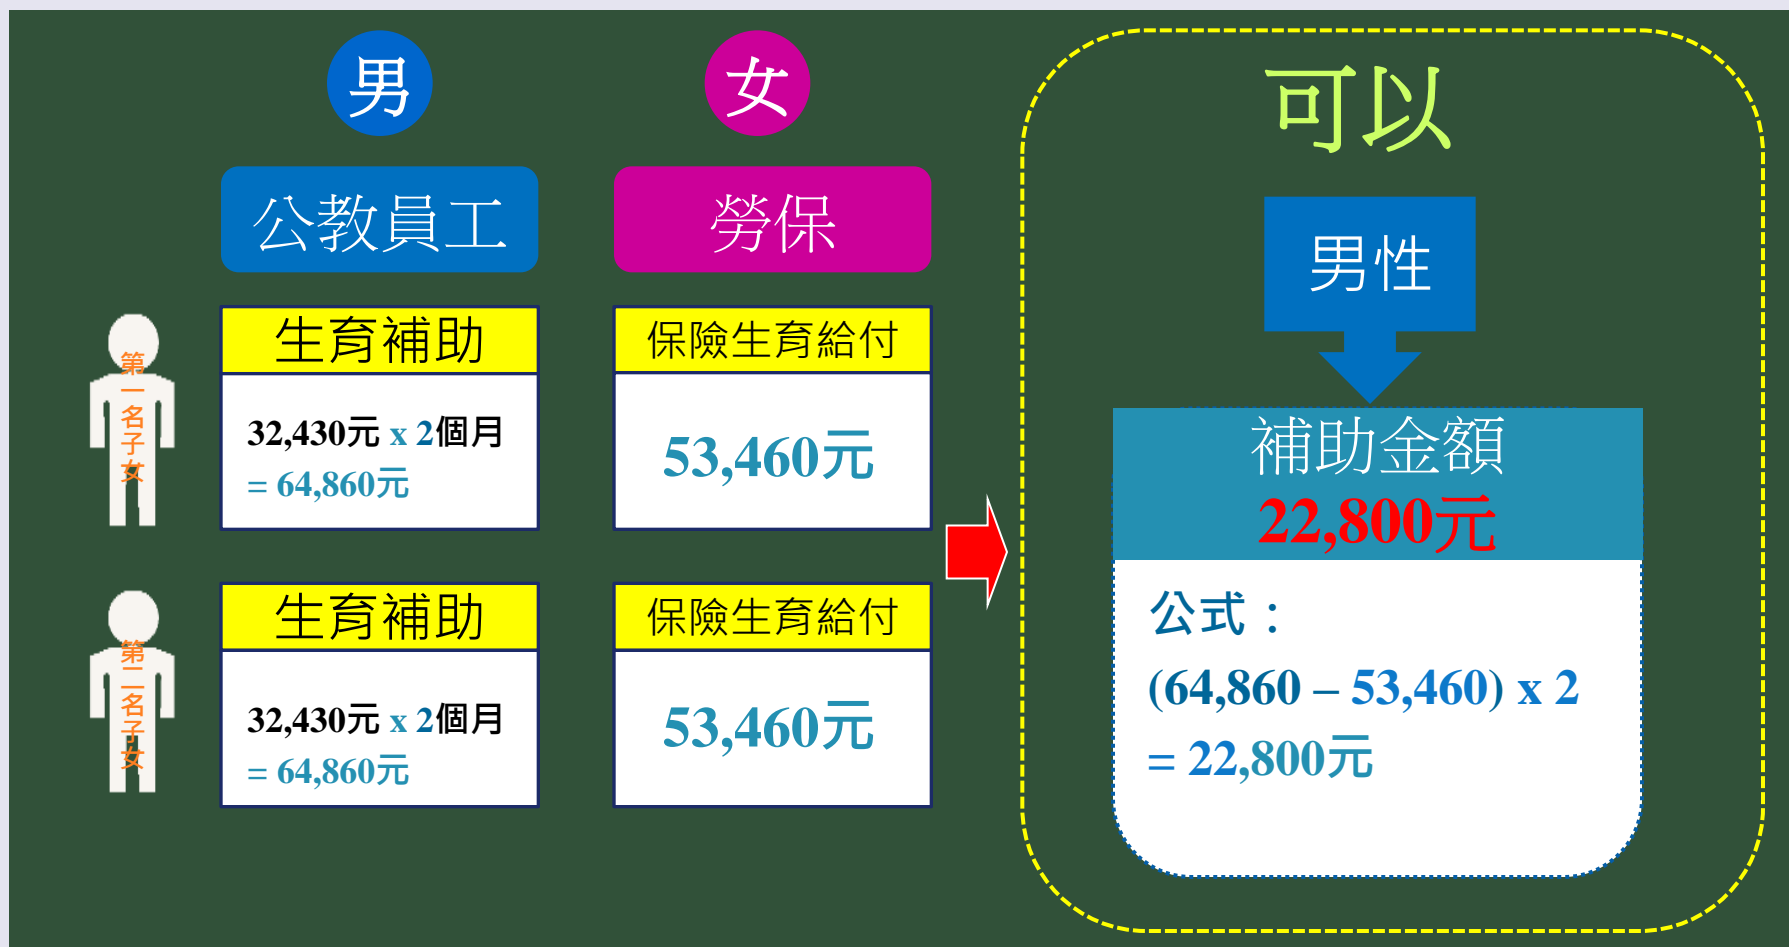 男
女
公教員工
勞保
第一名子女
生育補助
32,430元 x 2個月
= 64,860元
保險生育給付
53,460元
第二名子女
生育補助
32,430元 x 2個月
= 64,860元
保險生育給付
53,460元
可以
男性
補助金額
22,800元
公式：
(64,860 – 53,460) x 2
= 22,800元